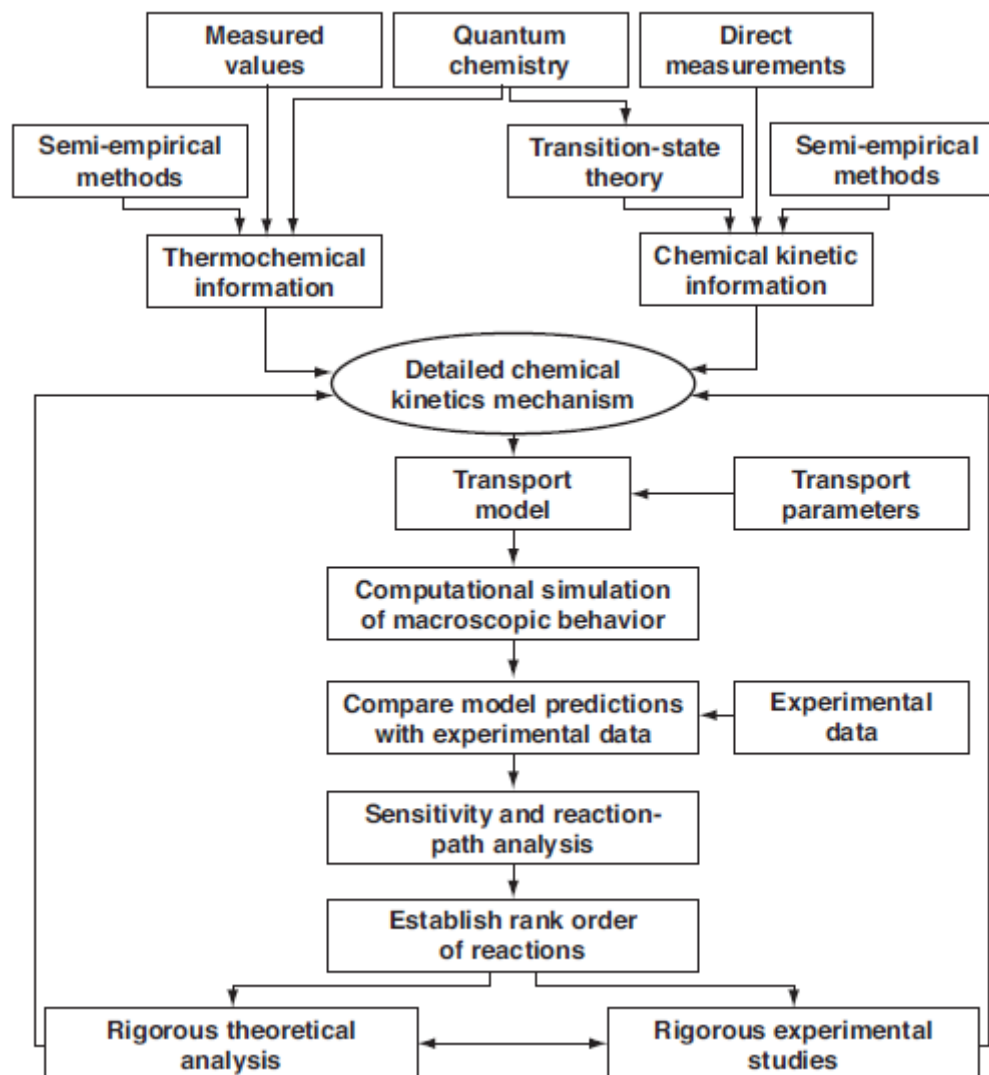 Measured
values
Quantum
chemistry
Direct
measurements
Semi-empirical
methods
Transition-state
theory
Semi-empirical
methods
Thermochemical
information
Chemical kinetic
information
Detailed chemical
kinetics mechanism
Transport
model
Transport
parameters
Computational simulation
of macroscopic behavior
Compare model predictions
with experimental data
Experimental
data
Sensitivity and reaction-
path analysis
Establish rank order
of reactions
Rigorous theoretical
analysis
Rigorous experimental
studies